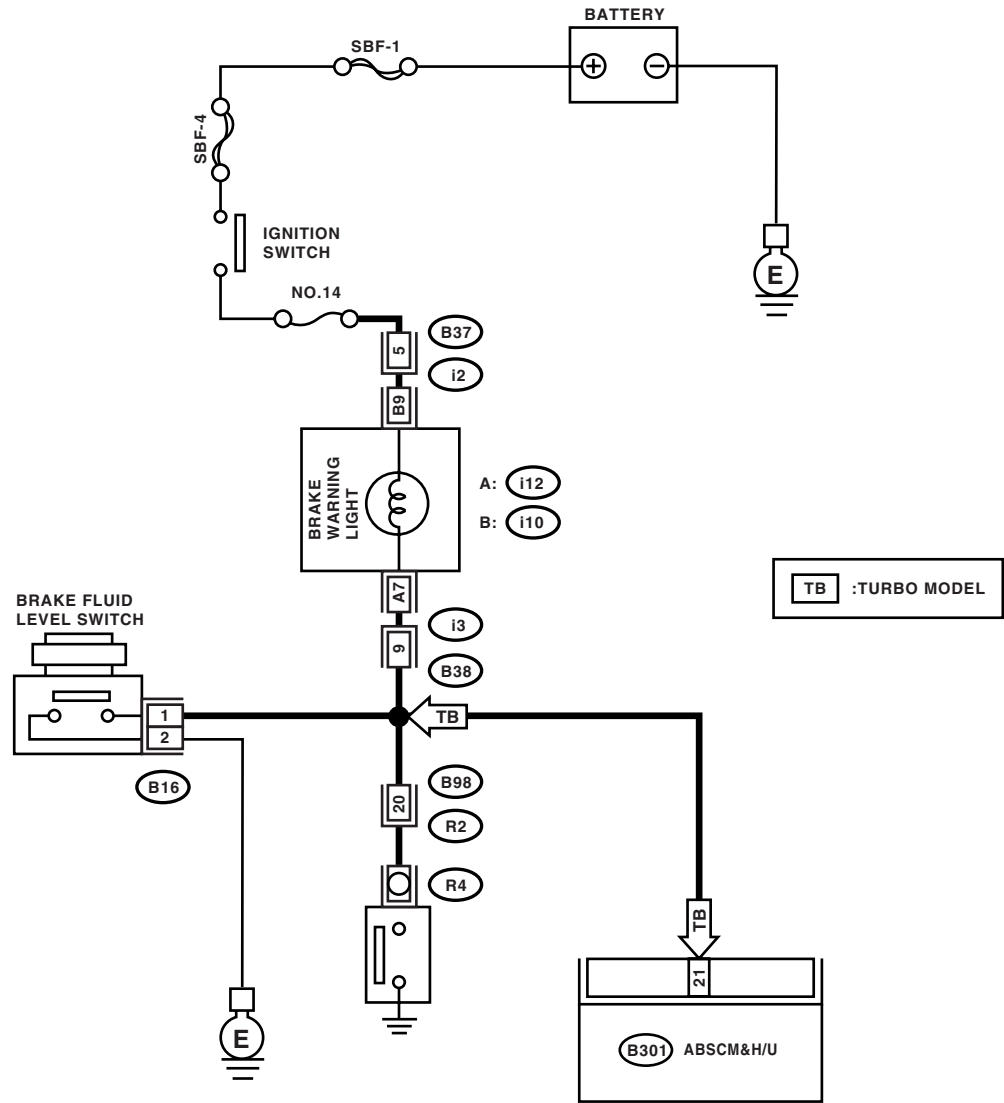 BATTERY
SBF-1
SBF-4
IGNITION
SWITCH
E
NO.14
B37
5
i2
B9
BRAKE
WARNING
LIGHT
A: i12
B: i10
A7
TB :TURBO MODEL
BRAKE FLUID
LEVEL SWITCH
i3
9
B38
1
TB
2
B16
B98
20
R2
R4
TB
21
E
B301 ABSCM&H/U